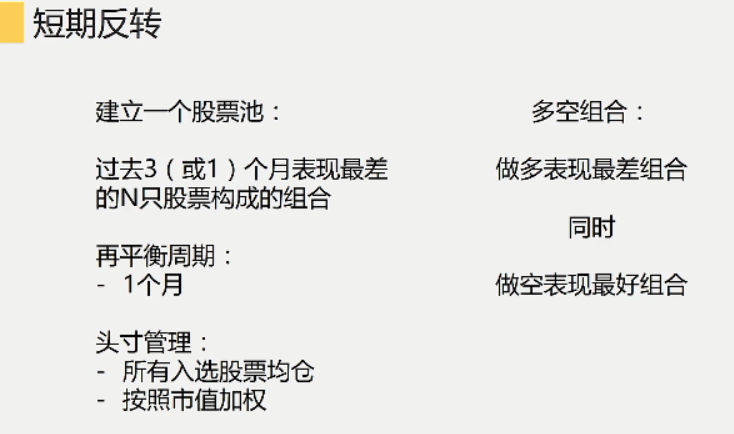 短期反转
建立一个股票池：
过去3（或1）个月表现最差
的N只股票构成的组合
再平衡周期：
- 1个月
头寸管理：
- 所有入选股票均仓
- 按照市值加权
多空组合：
做多表现最差组合
同时
做空表现最好组合